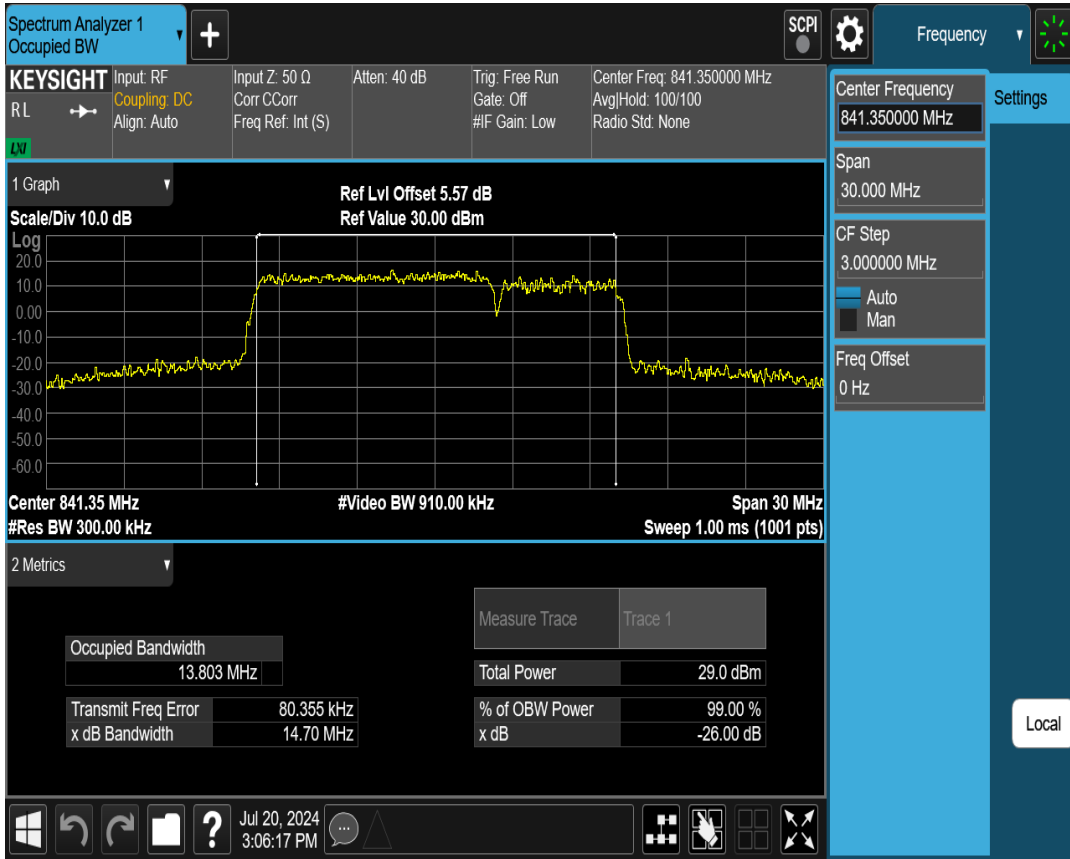 Spectrum Analyzer 1
Occupied BW
+
SCPI
Frequency
KEYSIGHT
R L
LXI
Input: RF
Coupling: DC
Align: Auto
Input Z: 50 Ω
Corr CCorr
Freq Ref: Int (S)
Atten: 40 dB
Trig: Free Run
Gate: Off
#IF Gain: Low
Center Freq: 841.350000 MHz
Avg|Hold: 100/100
Radio Std: None
Center Frequency
841.350000 MHz
Settings
Span
30.000 MHz
CF Step
3.000000 MHz
Auto
Man
Freq Offset
0 Hz
Local
1 Graph
Scale/Div 10.0 dB
Ref Lvl Offset 5.57 dB
Ref Value 30.00 dBm
Log
20.0
10.0
0.00
-10.0
-20.0
-30.0
-40.0
-50.0
-60.0
Center 841.35 MHz
#Video BW 910.00 kHz
Span 30 MHz
#Res BW 300.00 kHz
Sweep 1.00 ms (1001 pts)
2 Metrics
Measure Trace Trace 1
Occupied Bandwidth
13.803 MHz
Total Power 29.0 dBm
Transmit Freq Error 80.355 kHz
% of OBW Power 99.00 %
x dB Bandwidth 14.70 MHz
x dB -26.00 dB
?
Jul 20, 2024
3:06:17 PM